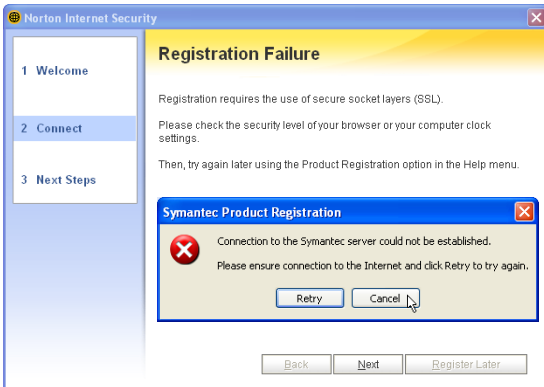 Norton Internet Security
Registration Failure
1 Welcome
2 Connect
3 Next Steps
Registration requires the use of secure socket layers (SSL).
Please check the security level of your browser or your computer clock
settings.
Then, try again later using the Product Registration option in the Help menu.
Symantec Product Registration
Connection to the Symantec server could not be established.
Please ensure connection to the Internet and click Retry to try again.
Retry Cancel
Back Next Register Later